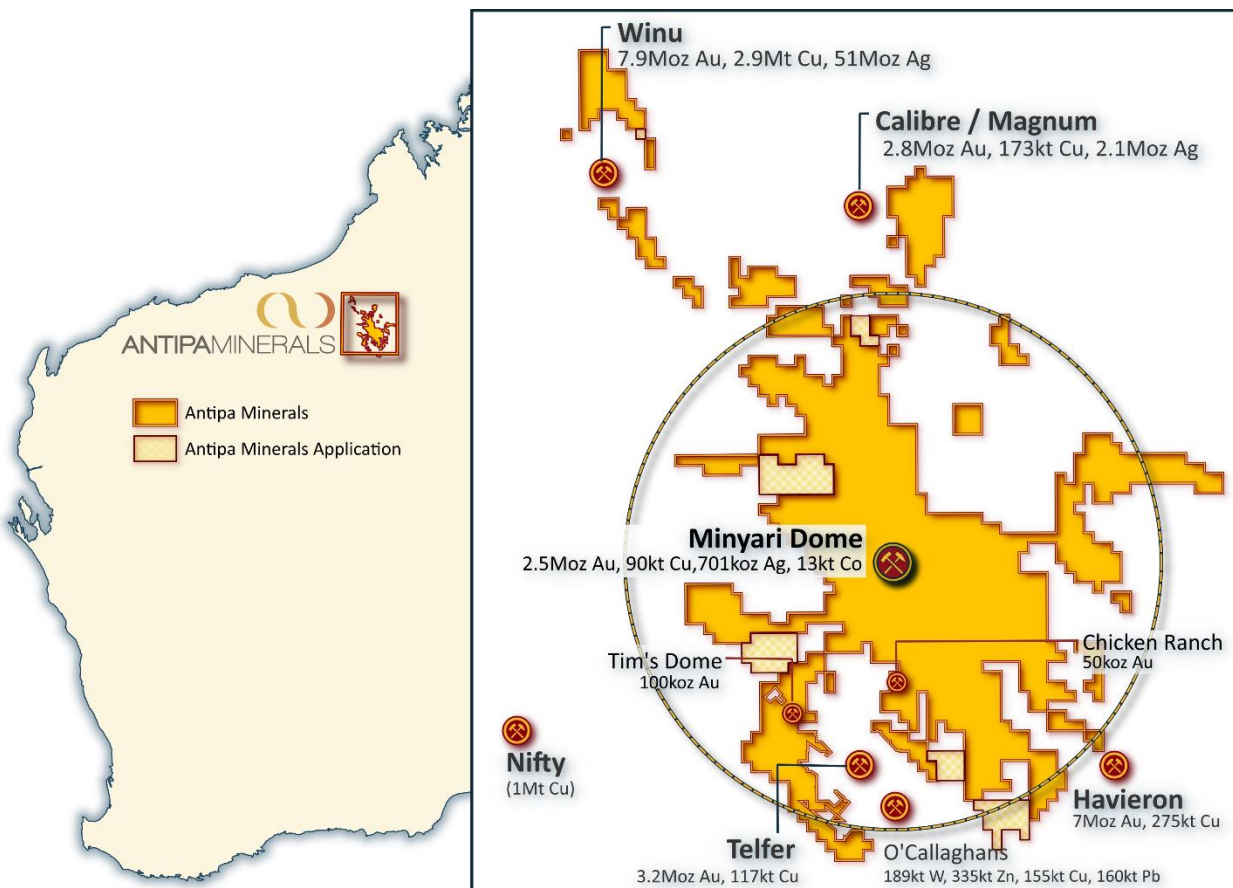 Winu
7.9Moz Au, 2.9Mt Cu, 51Moz Ag
Calibre / Magnum
2.8Moz Au, 173kt Cu, 2.1Moz Ag
ANTIPAMINERALS
Antipa Minerals
Antipa Minerals Application
Minyari Dome
2.5Moz Au, 90kt Cu,701koz Ag, 13kt Co
Tim's Dome
100koz Au
Chicken Ranch
50koz Au
Nifty
(1Mt Cu)
Telfer
3.2Moz Au, 117kt Cu
O'Callaghans
189kt W, 335kt Zn, 155kt Cu, 160kt Pb
Havieron
7Moz Au, 275kt Cu